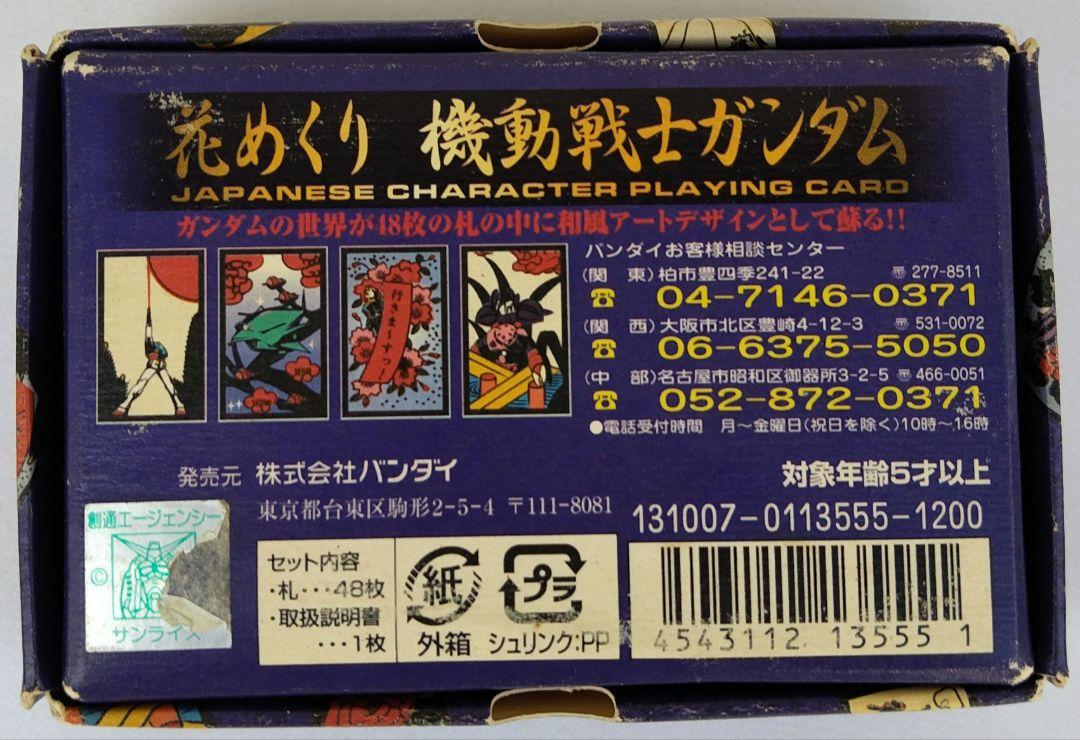 花めくり 機動戦士ガンダム
JAPANESE CHARACTER PLAYING CARD
ガンダムの世界が48枚の札の中に和風アートデザインとして蘇る!!
行きま〜すっ!
バンダイお客様相談センター
(関 東)柏市豊四季241-22 〠277-8511
☎ 04-7146-0371
(関 西)大阪市北区豊崎4-12-3 〠531-0072
☎ 06-6375-5050
(中 部)名古屋市昭和区御器所3-2-5 〠466-0051
☎ 052-872-0371
●電話受付時間 月〜金曜日(祝日を除く)10時〜16時
発売元 株式会社バンダイ
東京都台東区駒形2-5-4 〒111-8081
対象年齢5才以上
131007-0113555-1200
創通エージェンシー
©
サンライズ
セット内容
・札・・・48枚
・取扱説明書
・・・1枚
紙
外箱
プラ
シュリンク:PP
4543112 13555 1